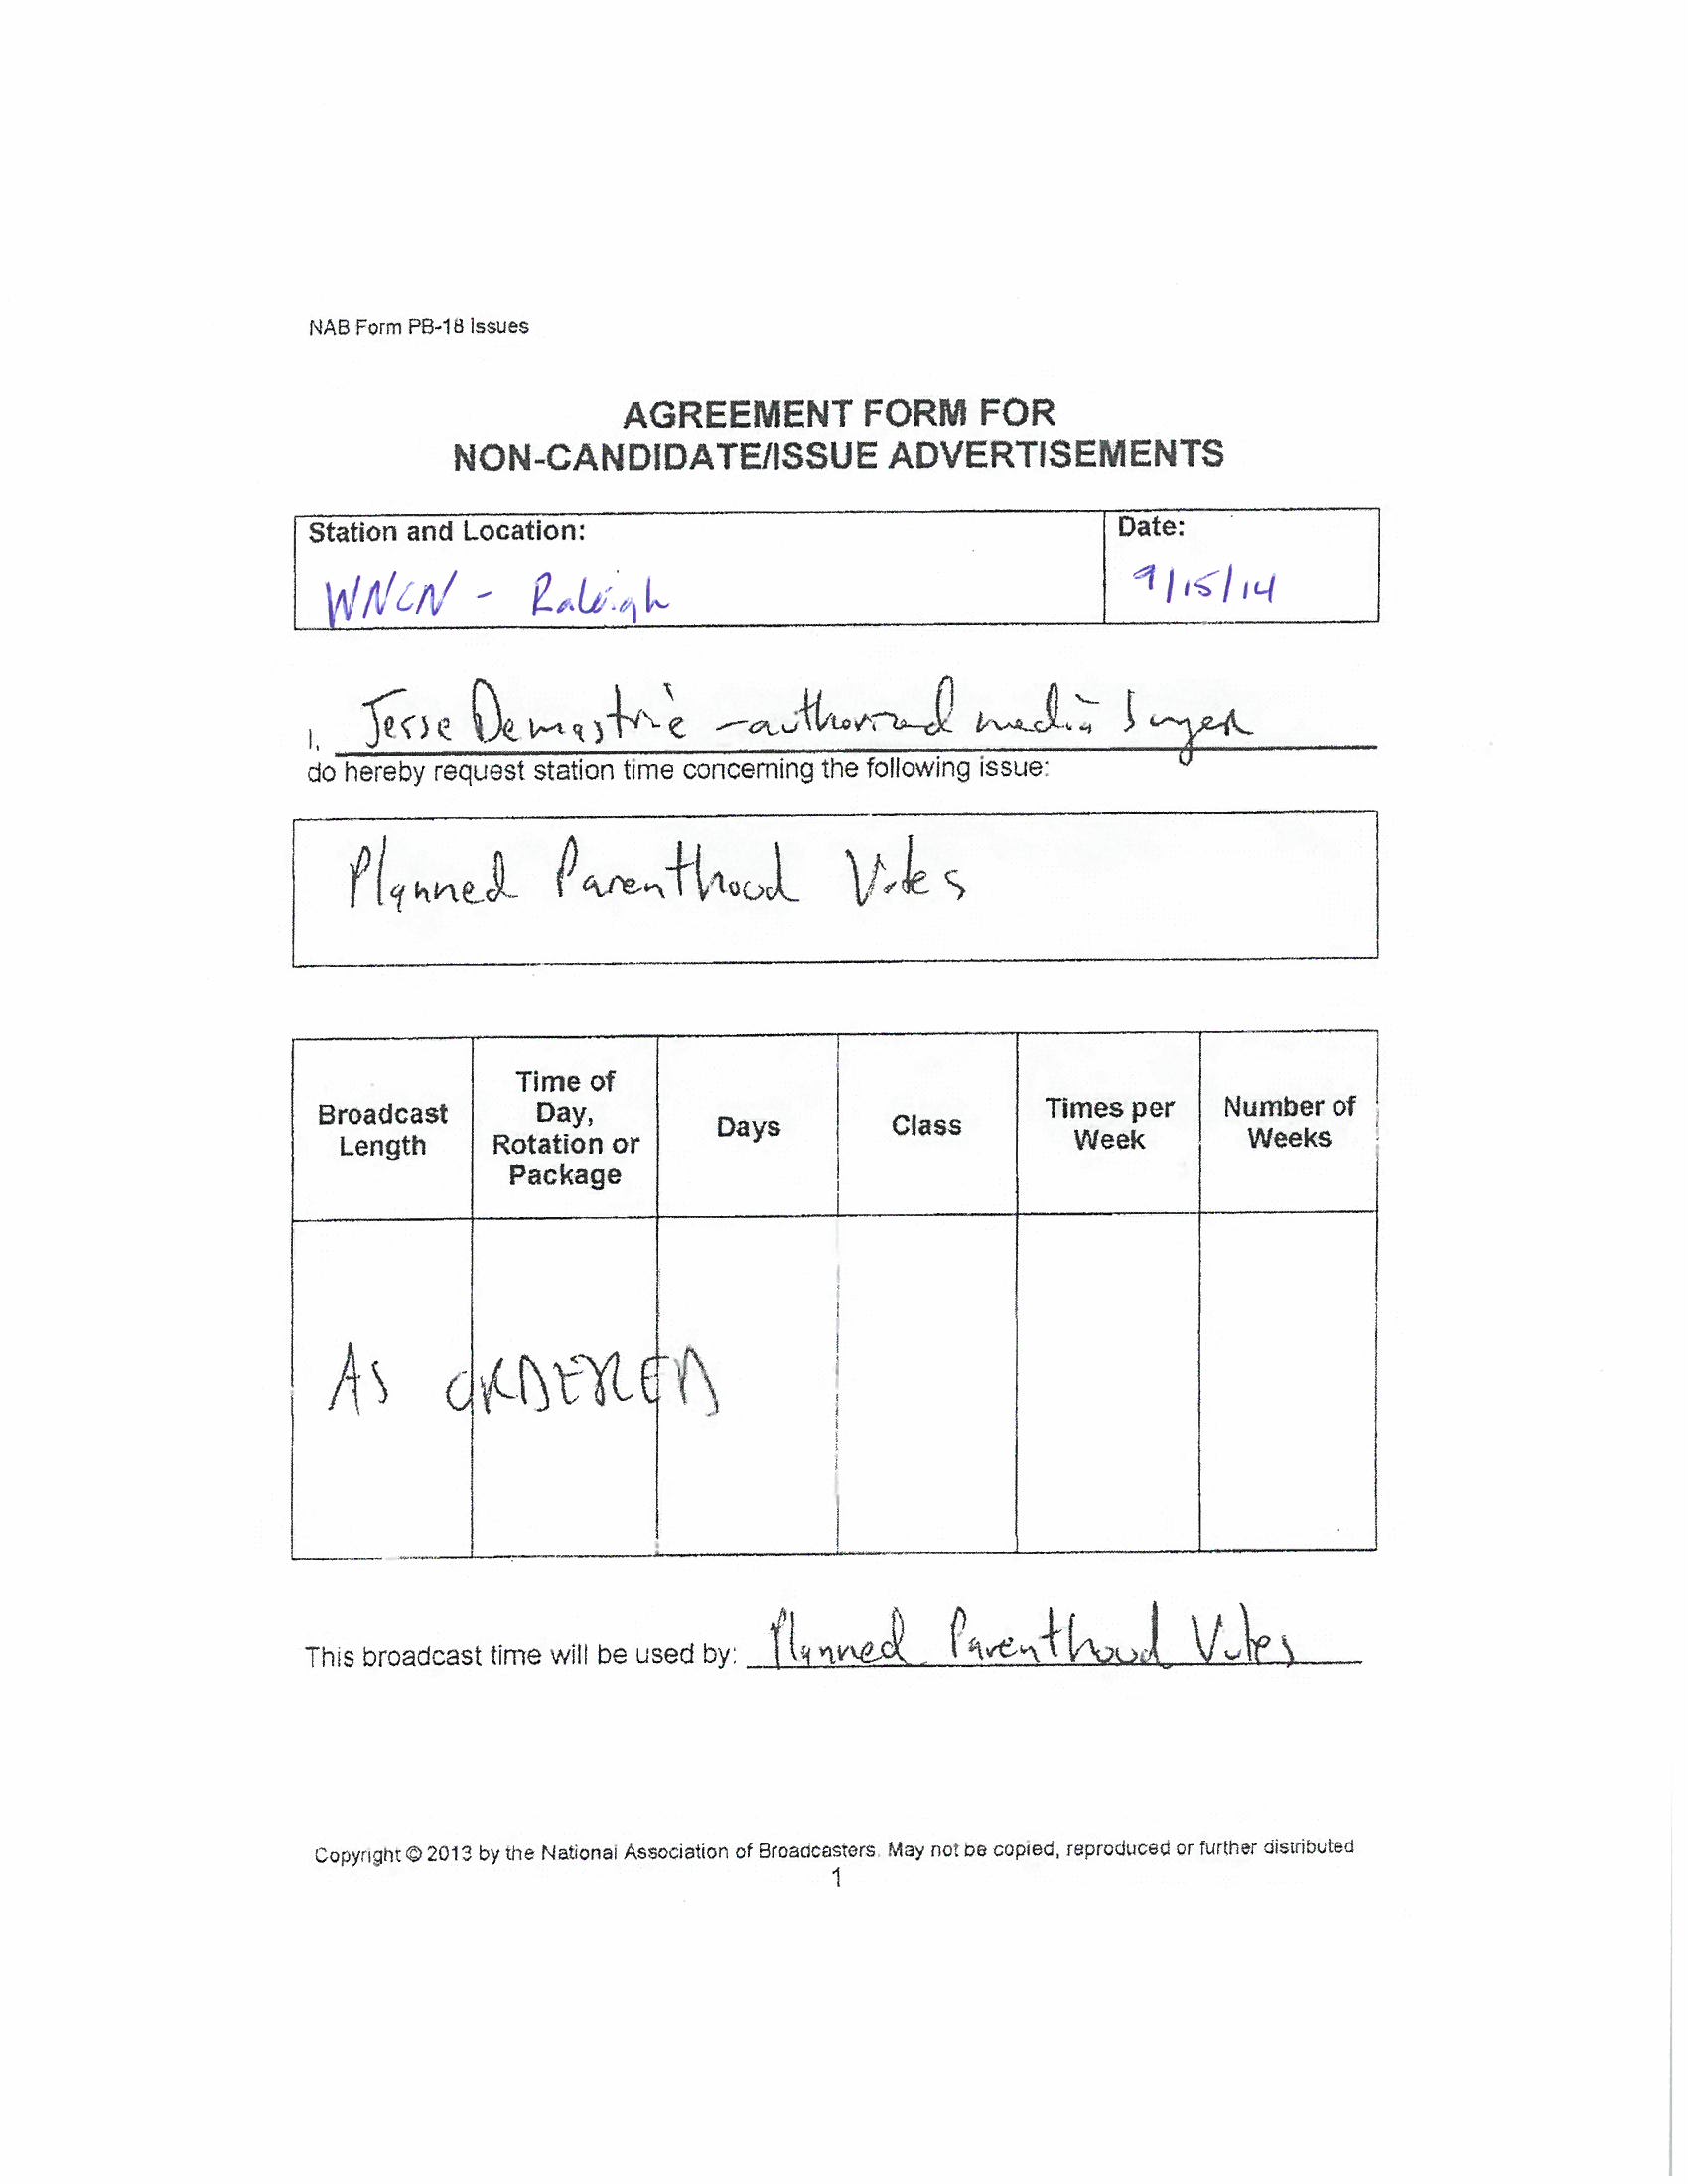 NAB Form PB-18 Issues
AGREEMENT FORM FOR
NON-CANDIDATE/ISSUE ADVERTISEMENTS
Station and Location:
Date:
WNCN - Raleigh
9/15/14
I, Jesse Demastrie - authorized media buyer
do hereby request station time concerning the following issue:
Planned Parenthood Votes
Broadcast Length
Time of Day, Rotation or Package
Days
Class
Times per Week
Number of Weeks
AS ORDERED
This broadcast time will be used by: Planned Parenthood Votes
Copyright © 2013 by the National Association of Broadcasters. May not be copied, reproduced or further distributed
1